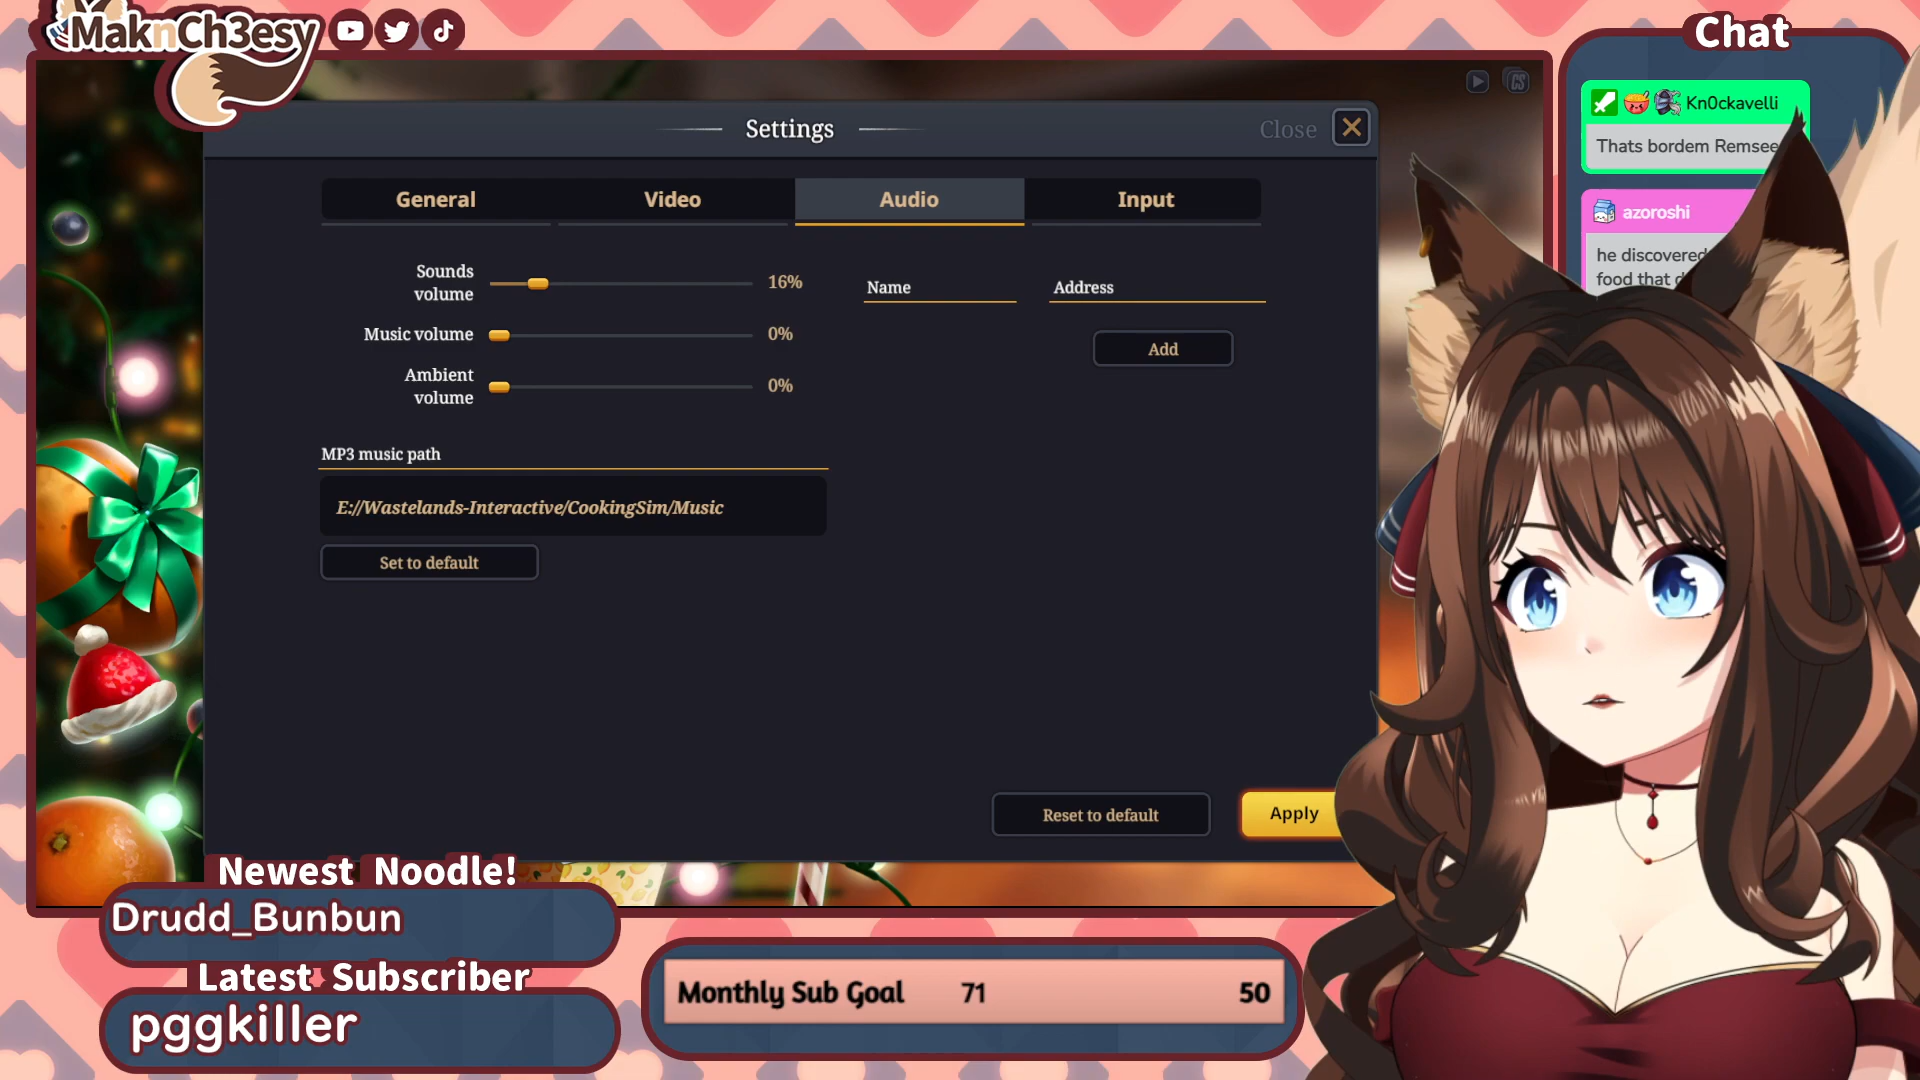 MaknCh3esy
Chat
Settings
Close
CS
General
Video
Audio
Input
Sounds
volume
16%
Music volume
0%
Ambient
volume
0%
Name
Address
Add
MP3 music path
E://Wastelands-Interactive/CookingSim/Music
Set to default
Reset to default
Apply
Kn0ckavelli
Thats bordem Remsee
azoroshi
he discovered
food that
Newest Noodle!
Drudd_Bunbun
Latest Subscriber
pggkiller
Monthly Sub Goal 71 50